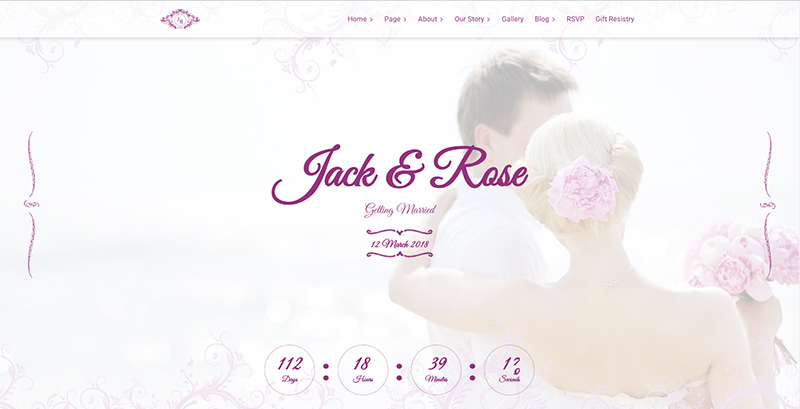 Home > Page > About > Our Story > Gallery Blog > RSVP Gift Resistry
Jack & Rose
Getting Married
12 March 2018
112 : 18 : 39 :
Days Hours Minutes Seconds